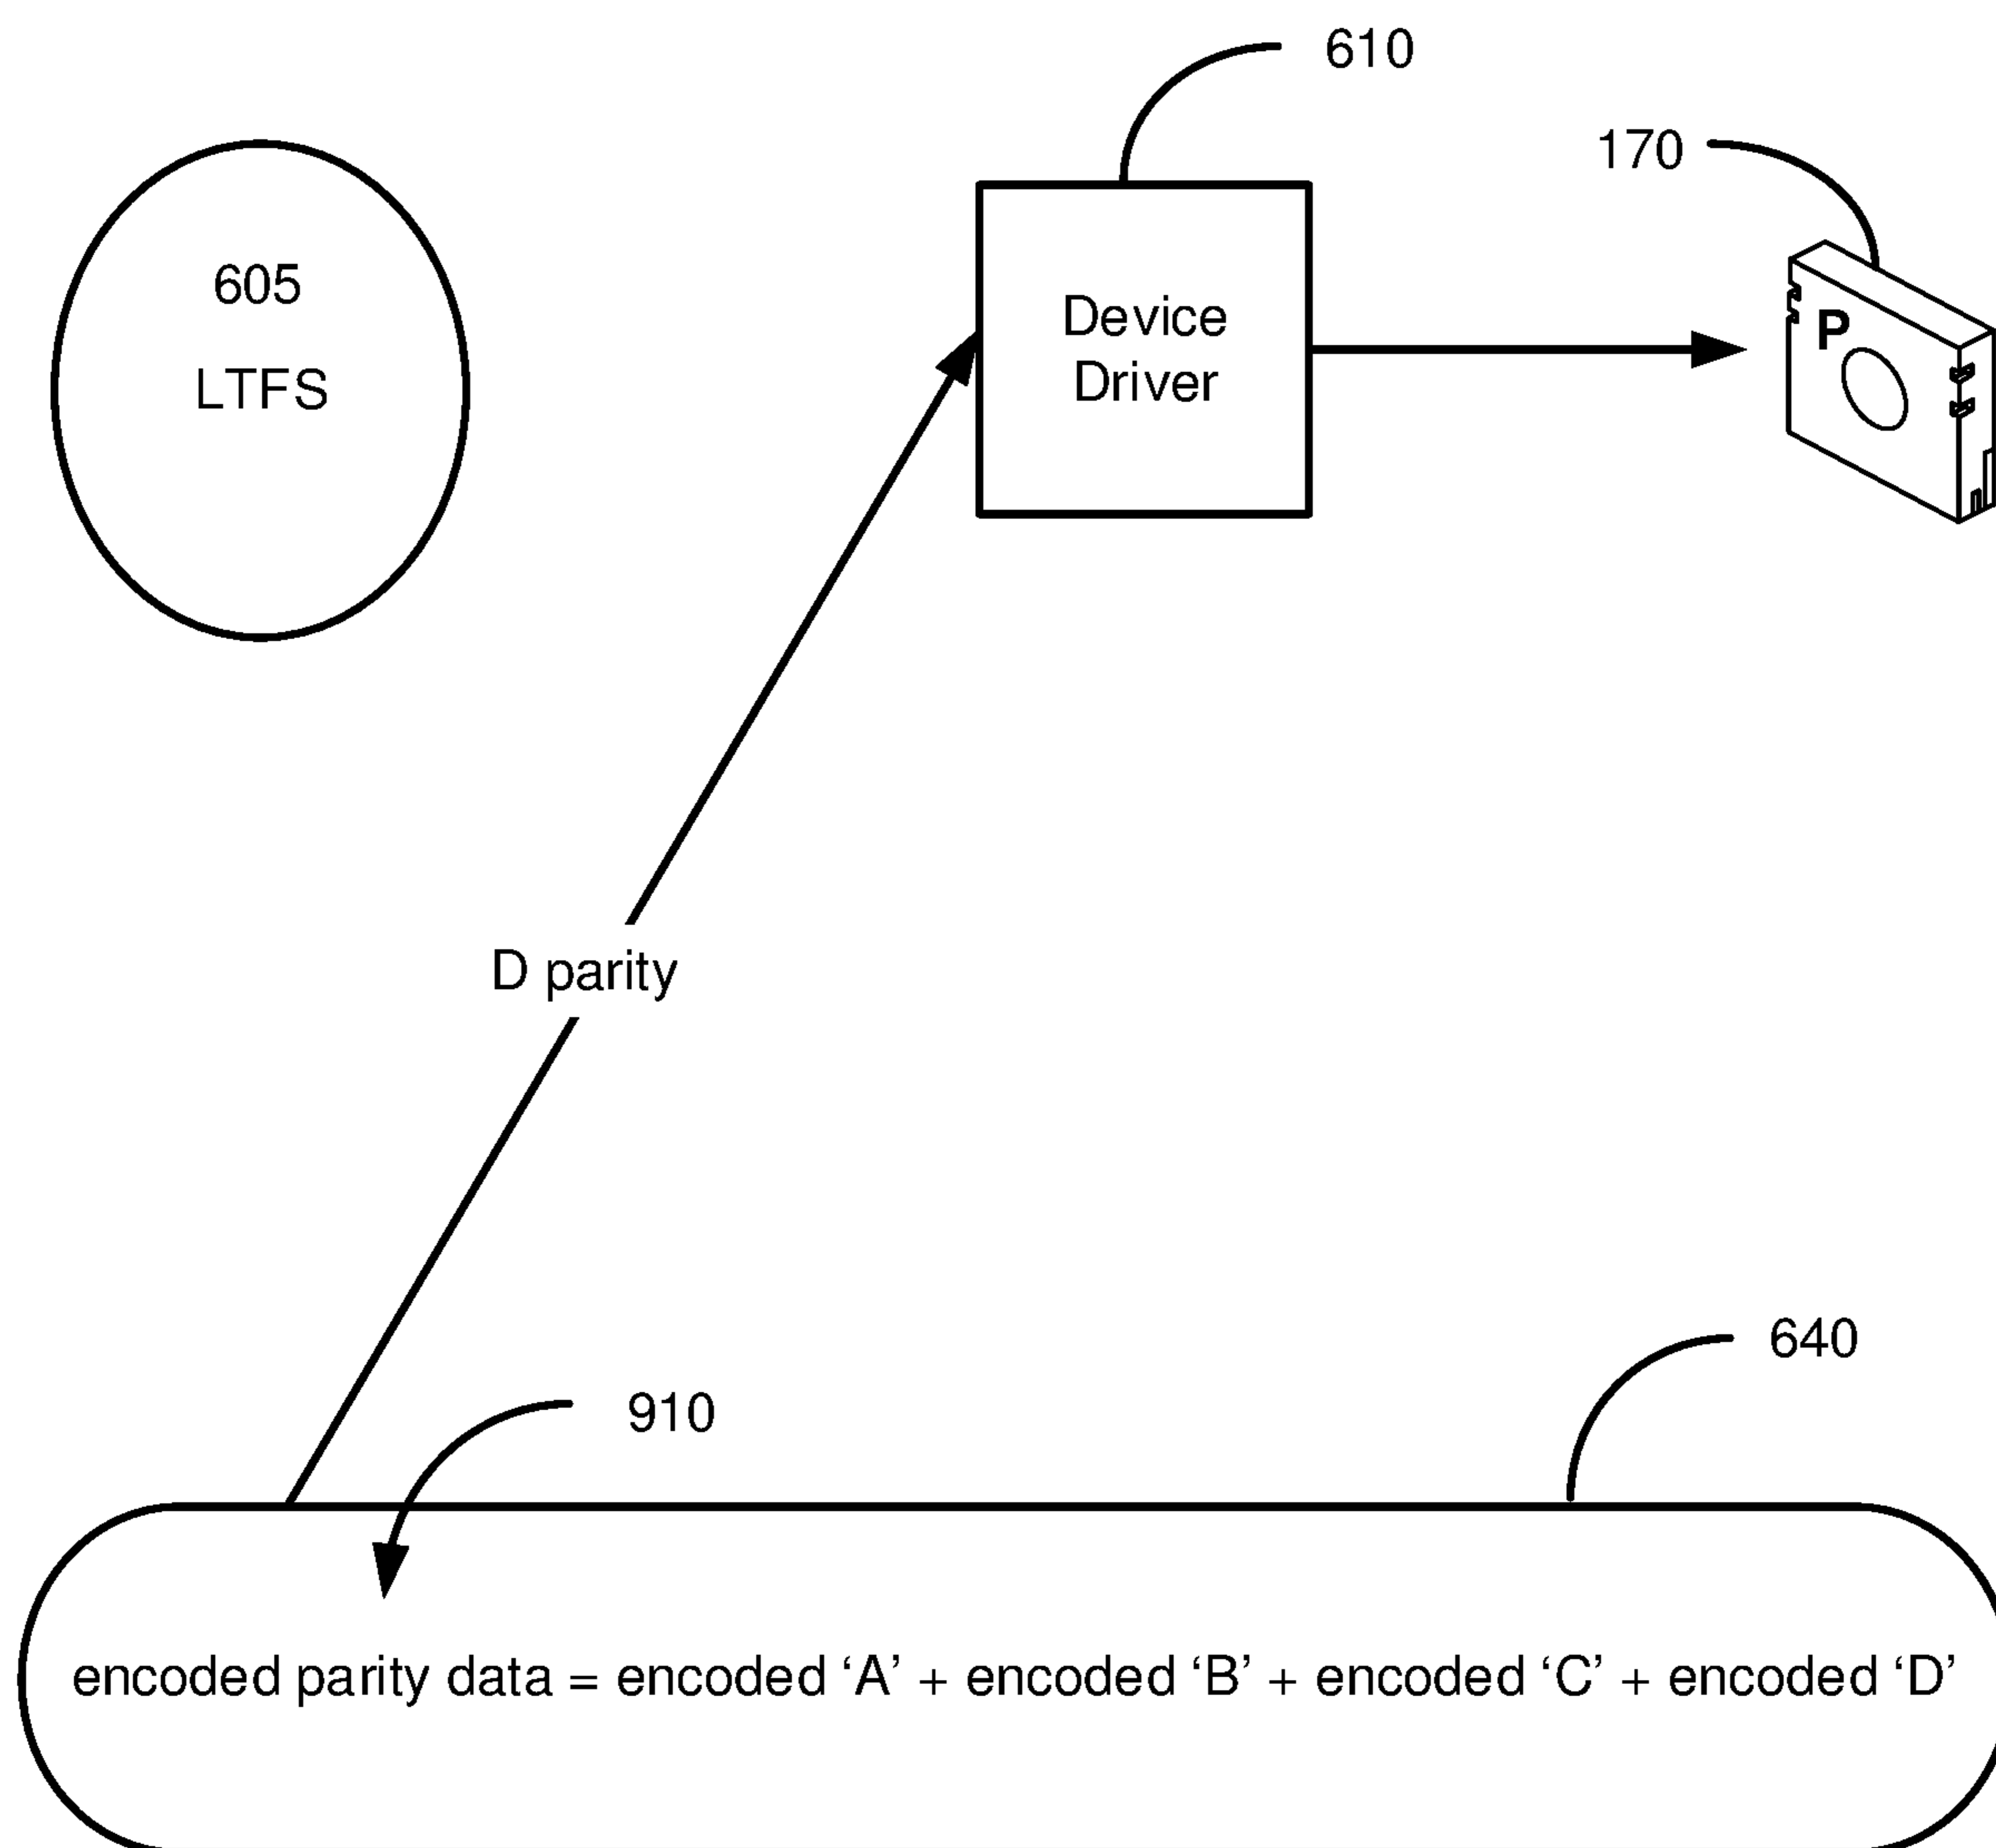 610
170
605
LTFS
Device
Driver
P
D parity
640
910
encoded parity data = encoded ‘A’ + encoded ‘B’ + encoded ‘C’ + encoded ‘D’